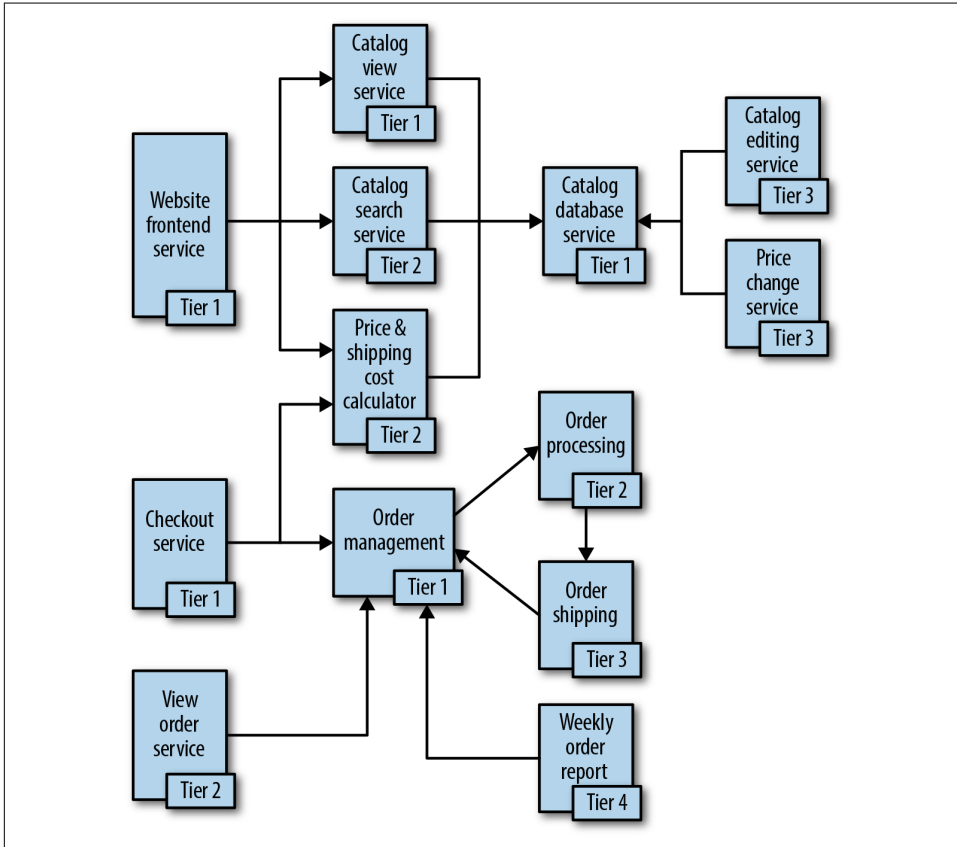 Catalog
view
service
Tier 1
Website
frontend
service
Tier 1
Catalog
search
service
Tier 2
Price &
shipping
cost
calculator
Tier 2
Catalog
database
service
Tier 1
Catalog
editing
service
Tier 3
Price
change
service
Tier 3
Checkout
service
Tier 1
Order
management
Tier 1
Order
processing
Tier 2
Order
shipping
Tier 3
View
order
service
Tier 2
Weekly
order
report
Tier 4